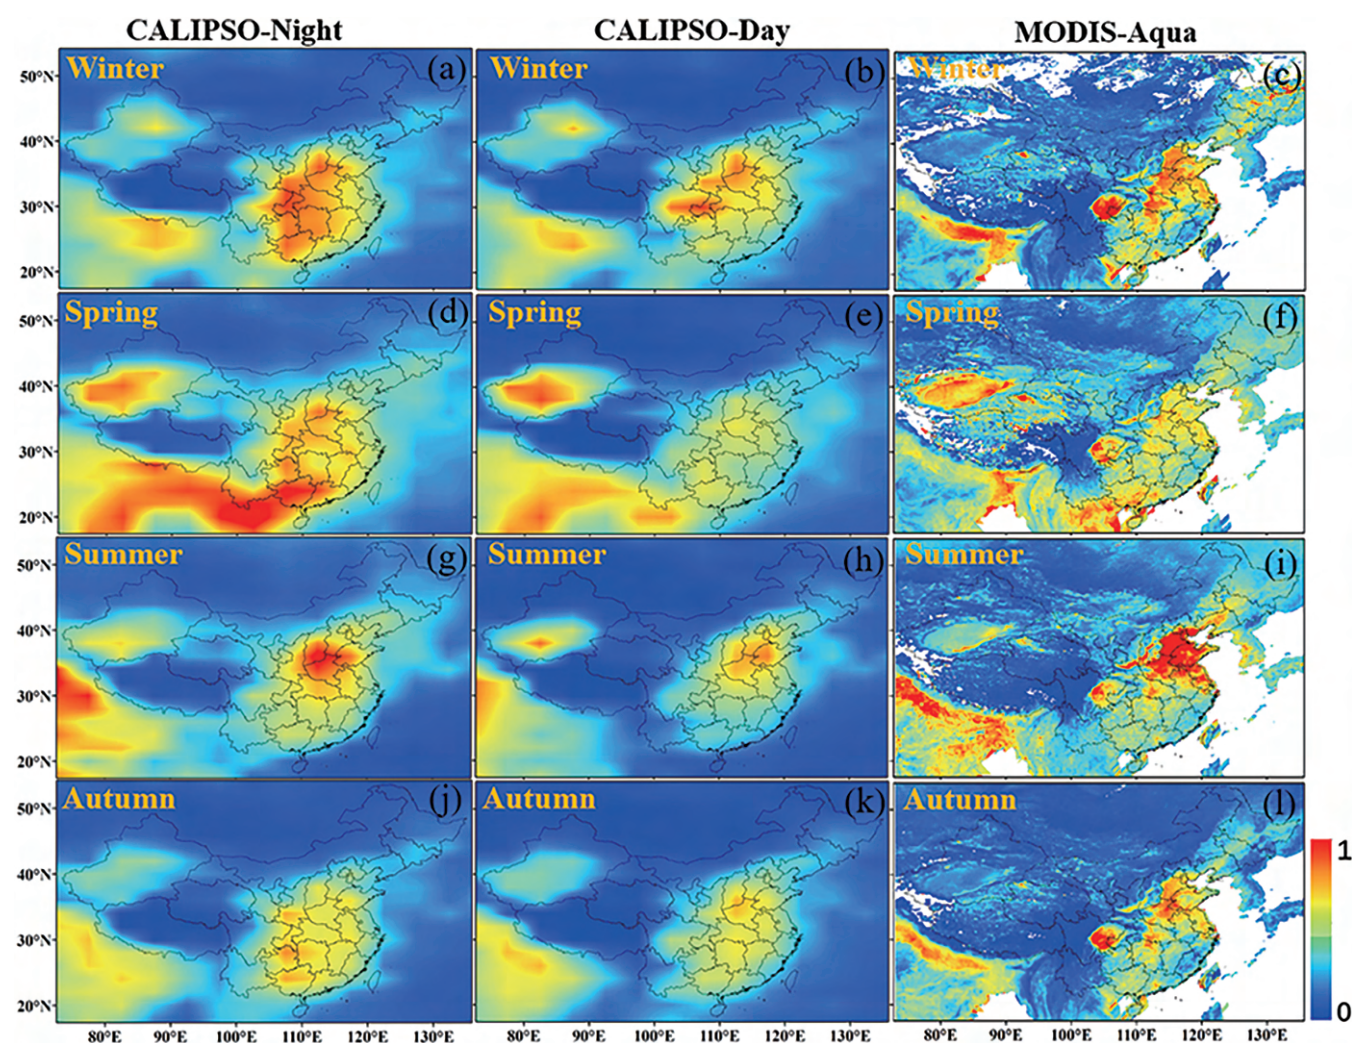 CALIPSO-Night CALIPSO-Day MODIS-Aqua
50°N Winter (a) Winter (b) Winter (c)
40°N
30°N
20°N
50°N Spring (d) Spring (e) Spring (f)
40°N
30°N
20°N
50°N Summer (g) Summer (h) Summer (i)
40°N
30°N
20°N
50°N Autumn (j) Autumn (k) Autumn (l)
40°N 1
30°N
20°N 0
80°E 90°E 100°E 110°E 120°E 130°E 80°E 90°E 100°E 110°E 120°E 130°E 80°E 90°E 100°E 110°E 120°E 130°E